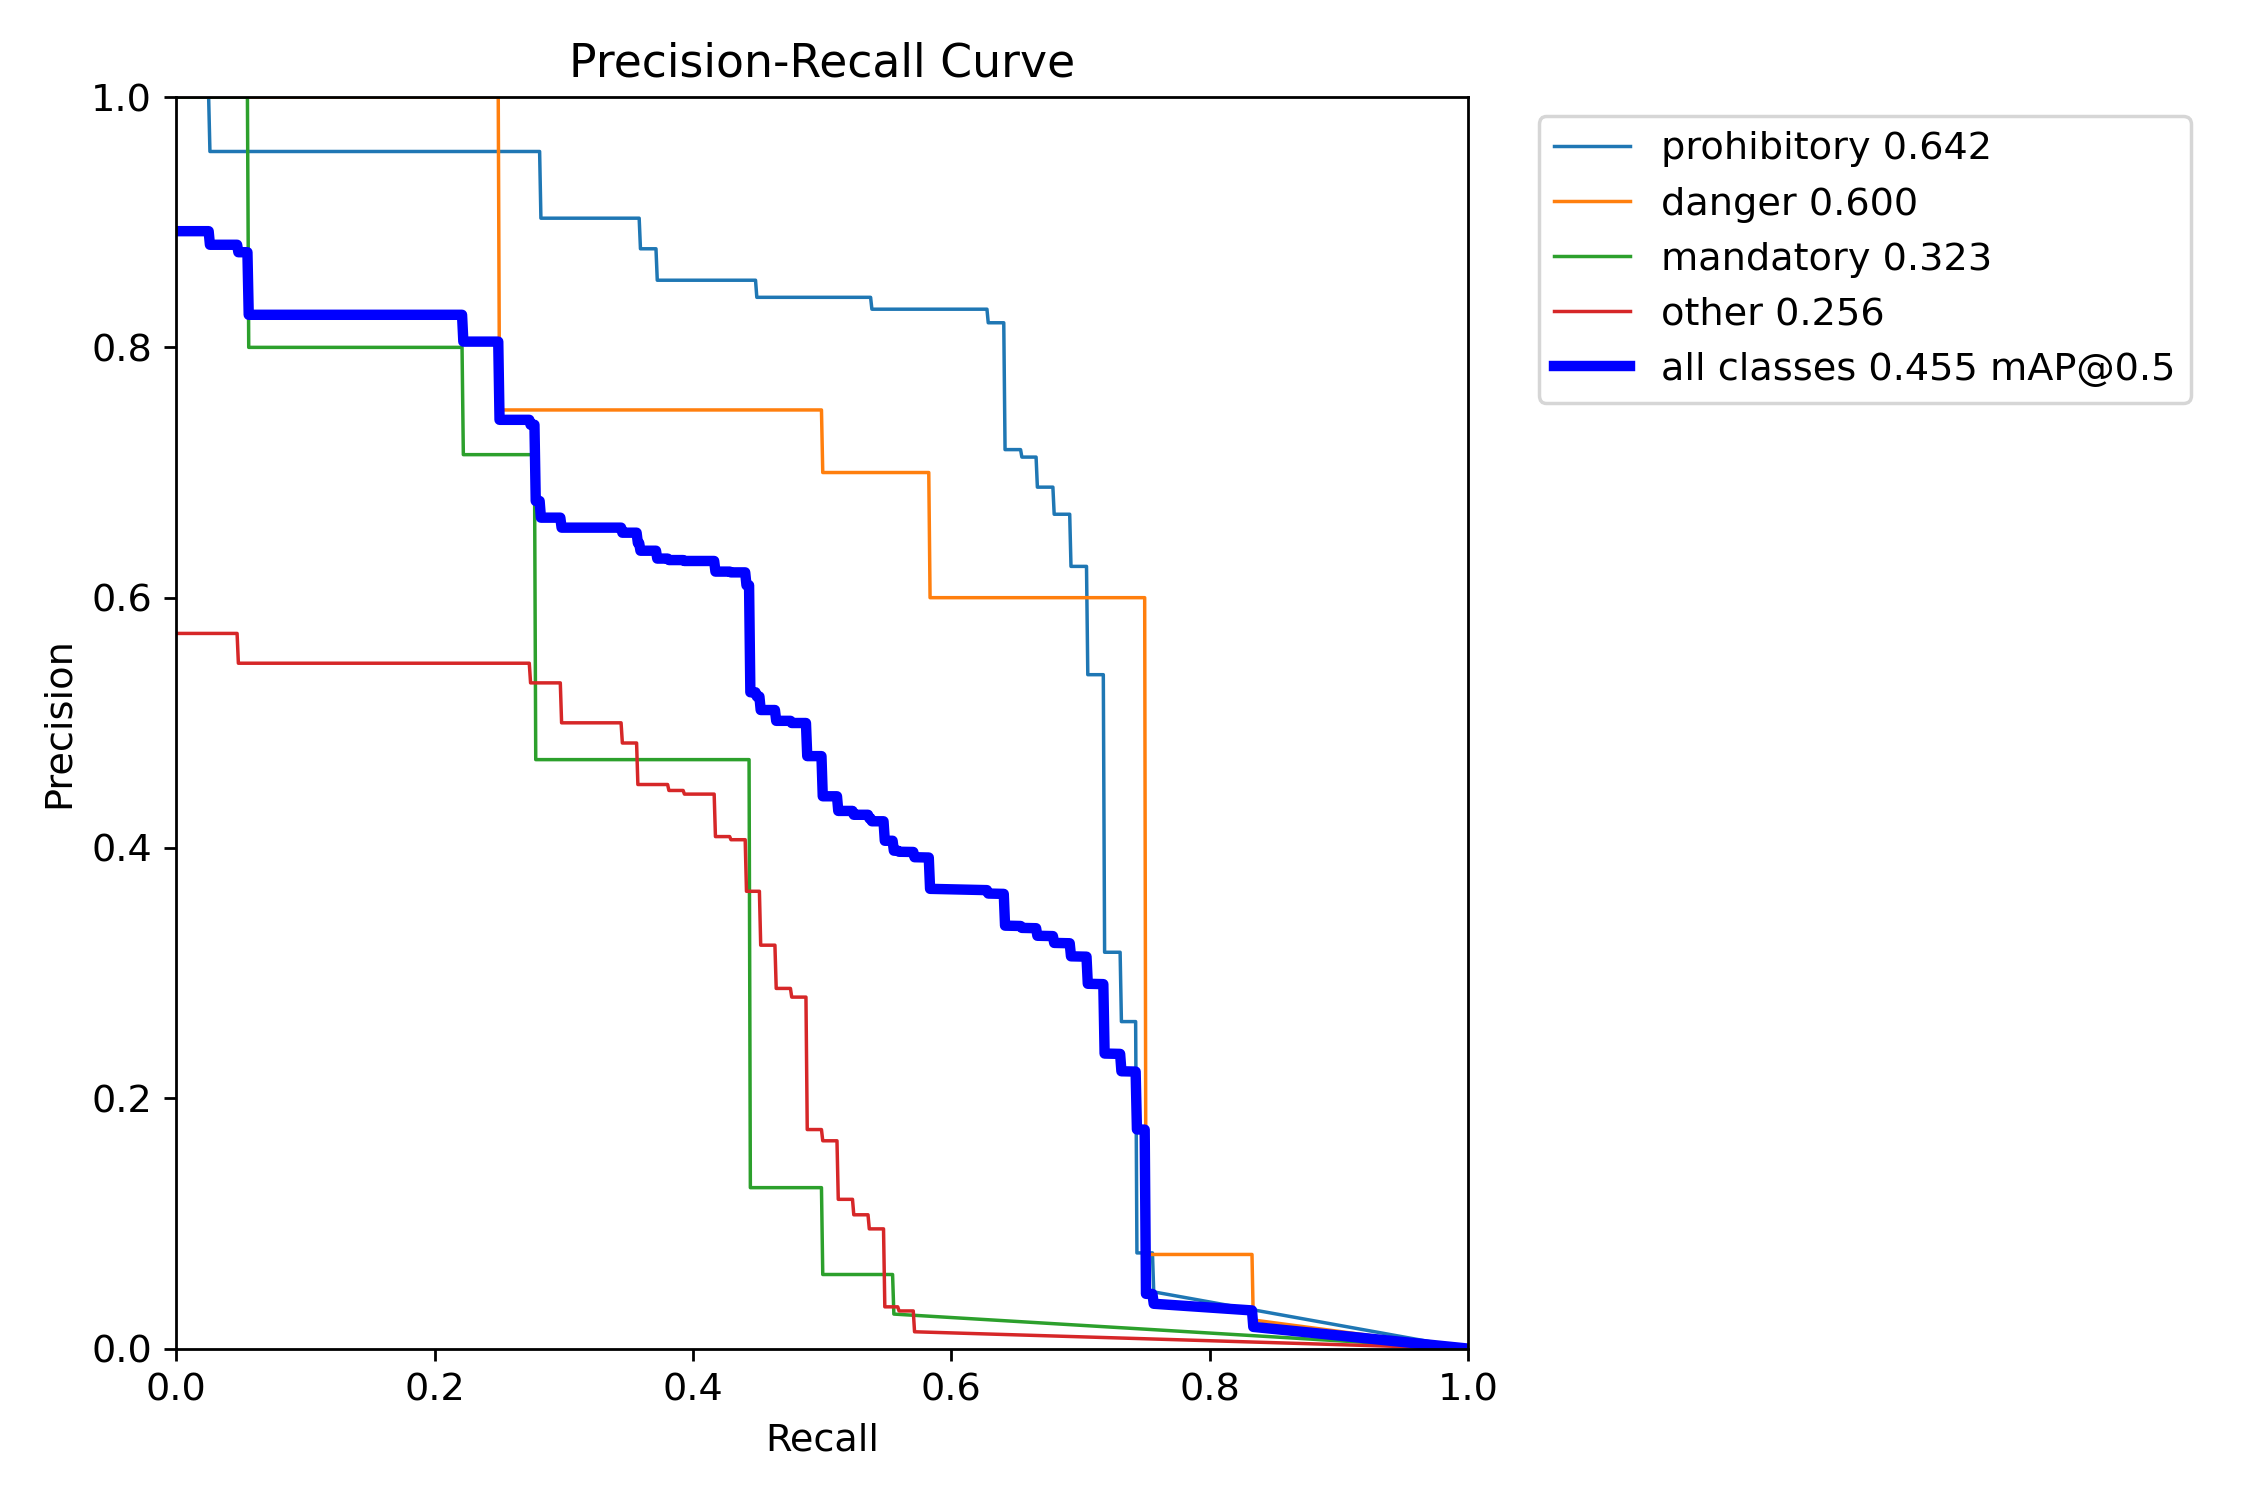 Precision-Recall Curve
1.0
0.8
0.6
0.4
0.2
0.0
Precision
0.0 0.2 0.4 0.6 0.8 1.0
Recall
prohibitory 0.642
danger 0.600
mandatory 0.323
other 0.256
all classes 0.455 mAP@0.5